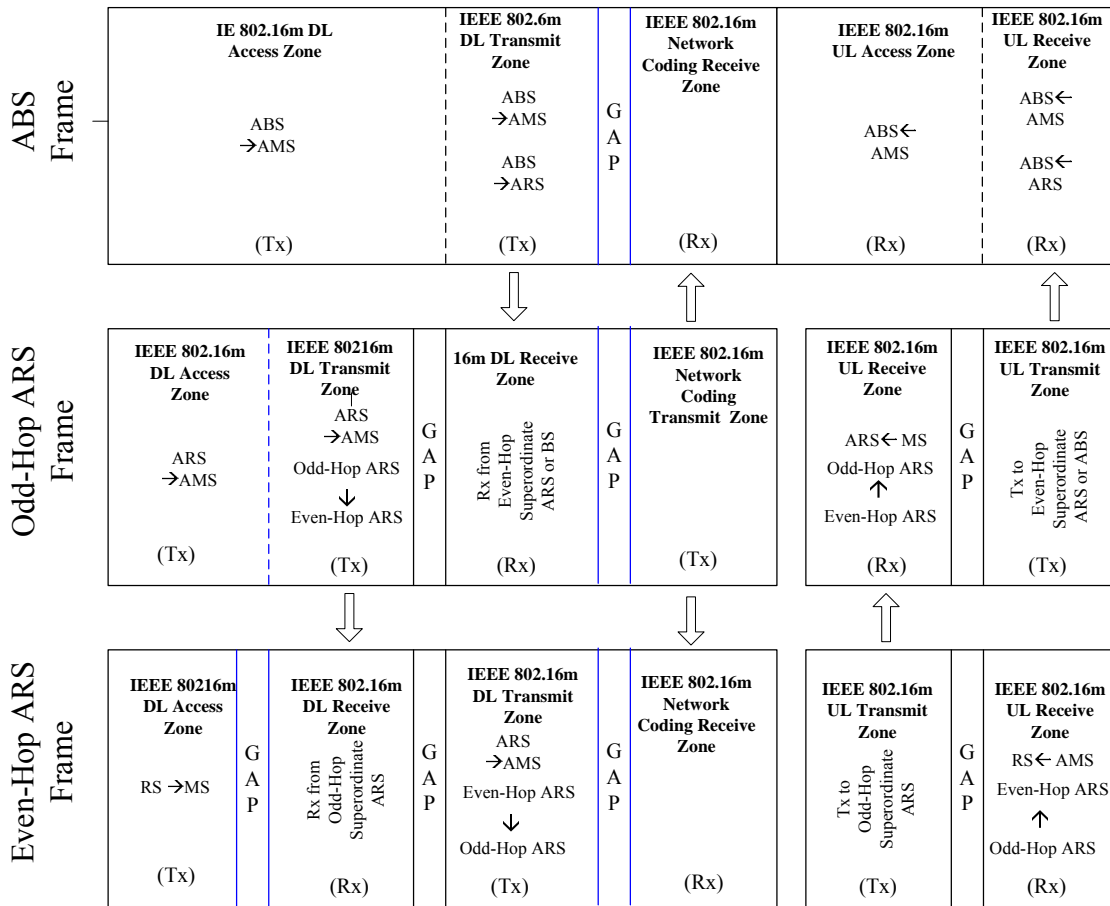 ABS
Frame
IE 802.16m DL
Access Zone
ABS
→AMS
(Tx)
IEEE 802.6m
DL Transmit
Zone
ABS
→AMS
ABS
→ARS
(Tx)
G
A
P
IEEE 802.16m
Network
Coding Receive
Zone
(Rx)
IEEE 802.16m
UL Access Zone
ABS←
AMS
(Rx)
IEEE 802.16m
UL Receive
Zone
ABS←
AMS
ABS←
ARS
(Rx)
Odd-Hop ARS
Frame
IEEE 802.16m
DL Access
Zone
ARS
→AMS
(Tx)
IEEE 80216m
DL Transmit
Zone
ARS
→AMS
Odd-Hop ARS
↓
Even-Hop ARS
(Tx)
G
A
P
16m DL Receive
Zone
Rx from
Even-Hop
Superordinate
ARS or BS
(Rx)
G
A
P
IEEE 802.16m
Network
Coding
Transmit Zone
(Tx)
IEEE 802.16m
UL Receive
Zone
ARS← MS
Odd-Hop ARS
↑
Even-Hop ARS
(Rx)
G
A
P
IEEE 802.16m
UL Transmit
Zone
Tx to
Even-Hop
Superordinate
ARS or ABS
(Tx)
Even-Hop ARS
Frame
IEEE 80216m
DL Access
Zone
RS →MS
(Tx)
G
A
P
IEEE 802.16m
DL Receive
Zone
Rx from
Odd-Hop
Superordinate
ARS
(Rx)
G
A
P
IEEE 802.16m
DL Transmit
Zone
ARS
→AMS
Even-Hop ARS
↓
Odd-Hop ARS
(Tx)
G
A
P
IEEE 802.16m
Network
Coding Receive
Zone
(Rx)
IEEE 802.16m
UL Transmit
Zone
Tx to
Odd-Hop
Superordinate
ARS
(Tx)
G
A
P
IEEE 802.16m
UL Receive
Zone
RS← AMS
Even-Hop ARS
↑
Odd-Hop ARS
(Rx)